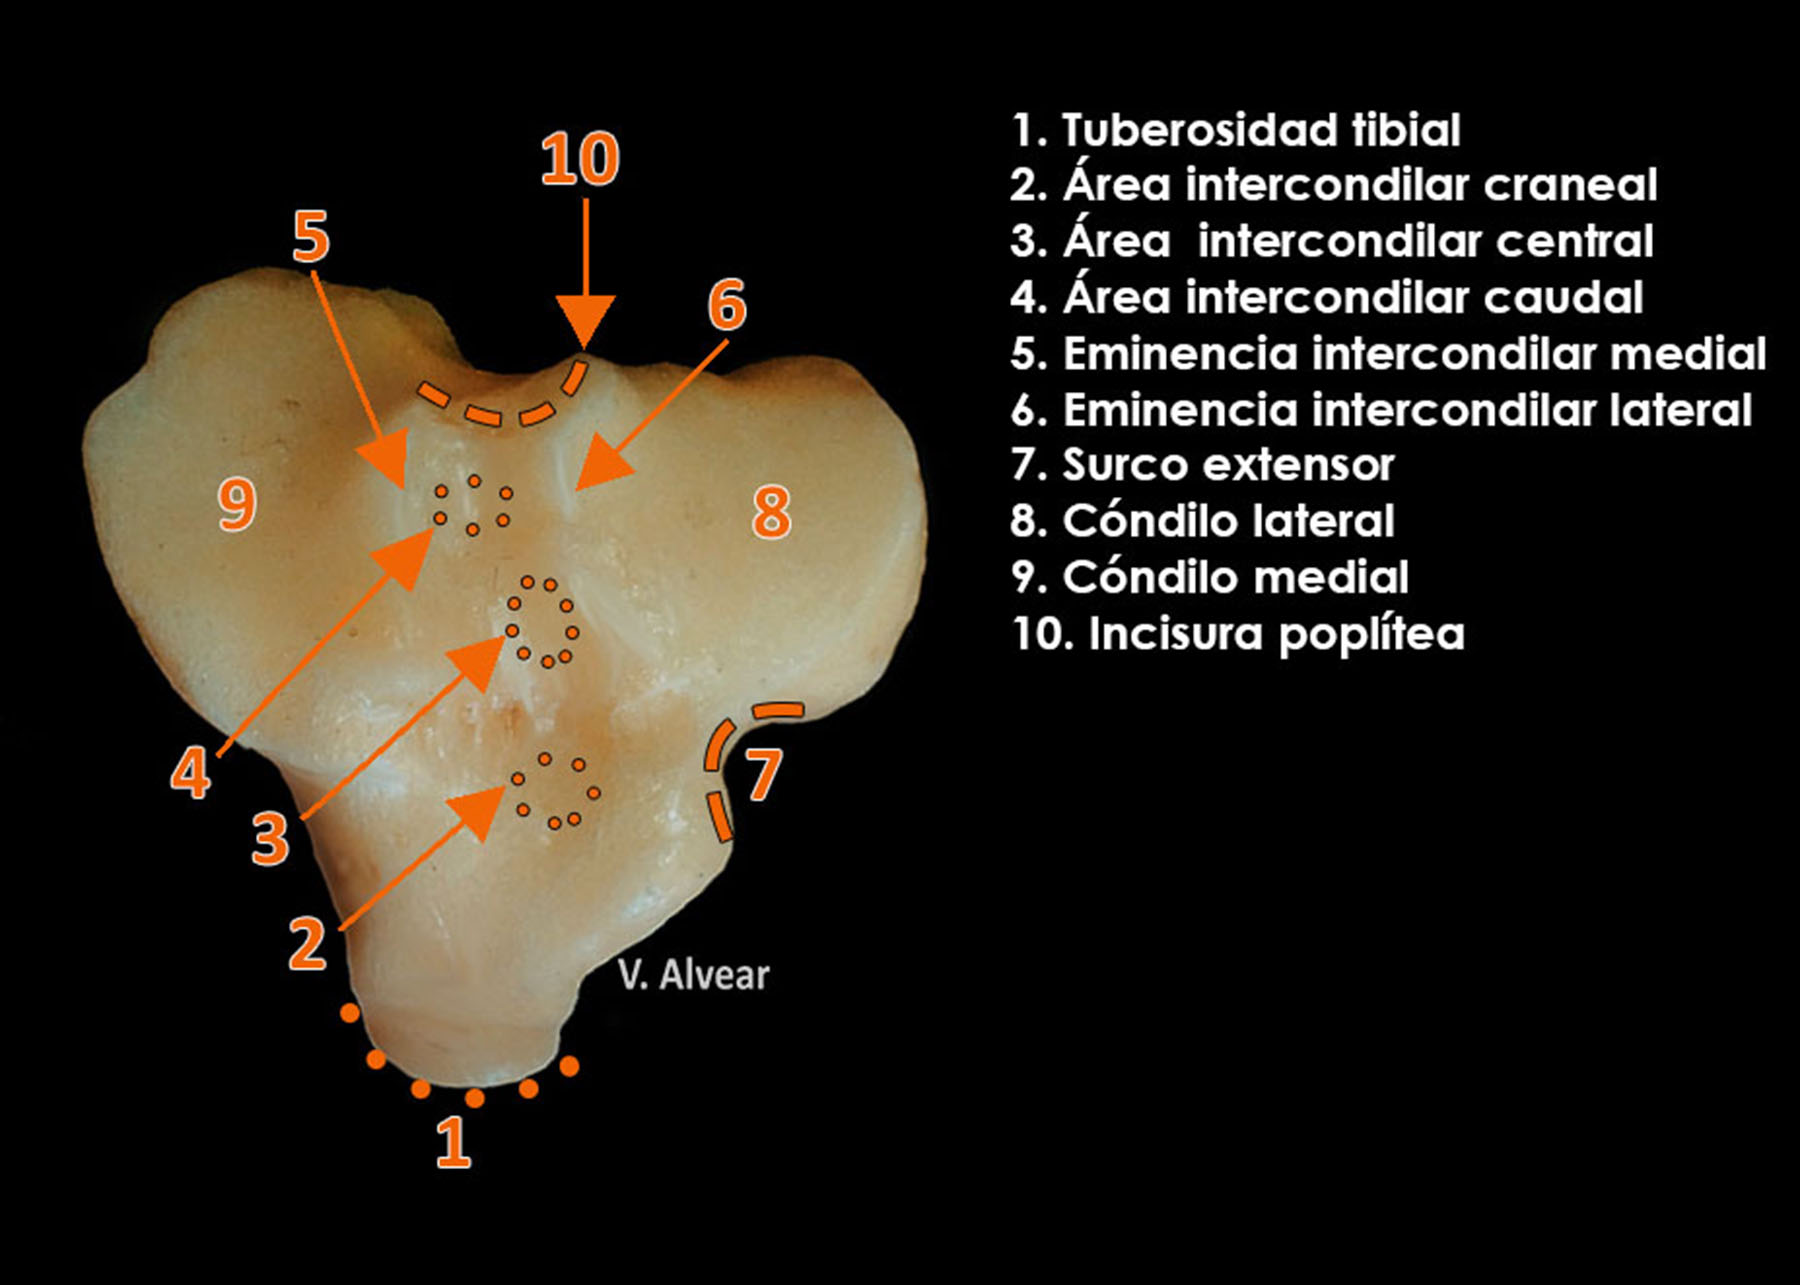 10
5
6
9
8
4
7
3
2
V. Alvear
1
1. Tuberosidad tibial
2. Área intercondilar craneal
3. Área  intercondilar central
4. Área intercondilar caudal
5. Eminencia intercondilar medial
6. Eminencia intercondilar lateral
7. Surco extensor
8. Cóndilo lateral
9. Cóndilo medial
10. Incisura poplítea